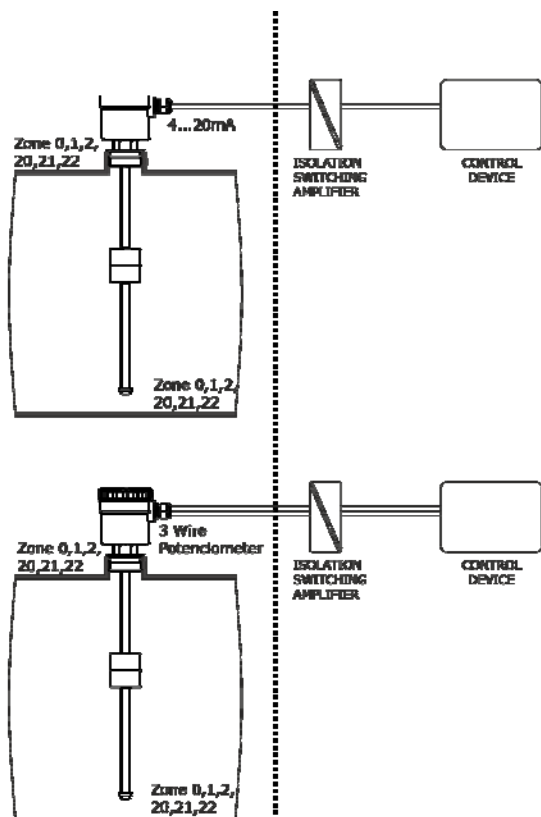 4...20mA
Zone 0,1,2,
20,21,22
ISOLATION
SWITCHING
AMPLIFIER
CONTROL
DEVICE
Zone 0,1,2,
20,21,22
3 Wire
Potenciometer
Zone 0,1,2,
20,21,22
ISOLATION
SWITCHING
AMPLIFIER
CONTROL
DEVICE
Zone 0,1,2,
20,21,22